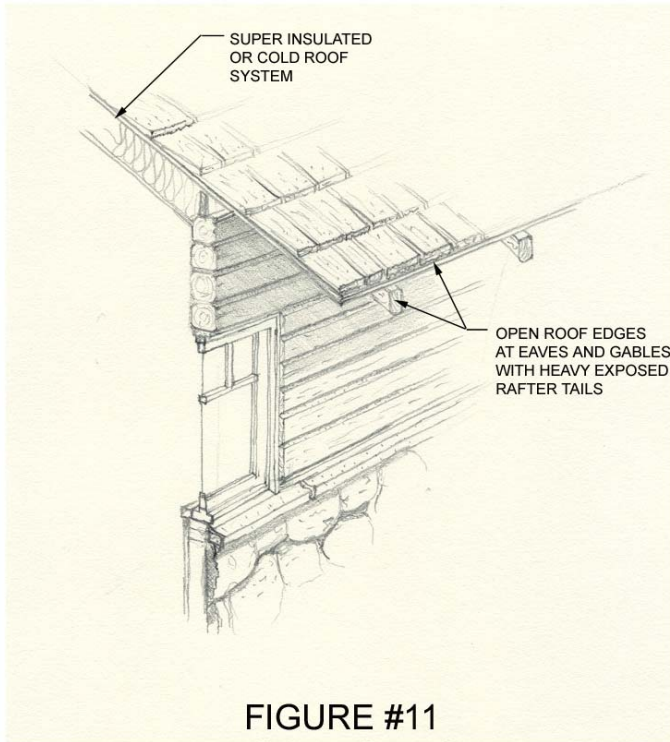 SUPER INSULATED
OR COLD ROOF
SYSTEM
OPEN ROOF EDGES
AT EAVES AND GABLES
WITH HEAVY EXPOSED
RAFTER TAILS
FIGURE #11